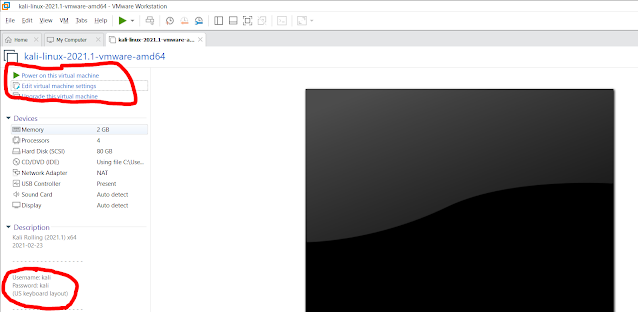 kali-linux-2021.1-vmware-amd64 - VMware Workstation
File Edit View VM Tabs Help
Home
My Computer
kali-linux-2021.1-vmware-a...
kali-linux-2021.1-vmware-amd64
Power on this virtual machine
Edit virtual machine settings
Upgrade this virtual machine
Devices
Memory 2 GB
Processors 4
Hard Disk (SCSI) 80 GB
CD/DVD (IDE) Using file C:\Use...
Network Adapter NAT
USB Controller Present
Sound Card Auto detect
Display Auto detect
Description
Kali Rolling (2021.1) x64
2021-02-23
- - - - - - - - - - - - - - - - - -
Username: kali
Password: kali
(US keyboard layout)
- - - - - - - - - - - - - - - - - -